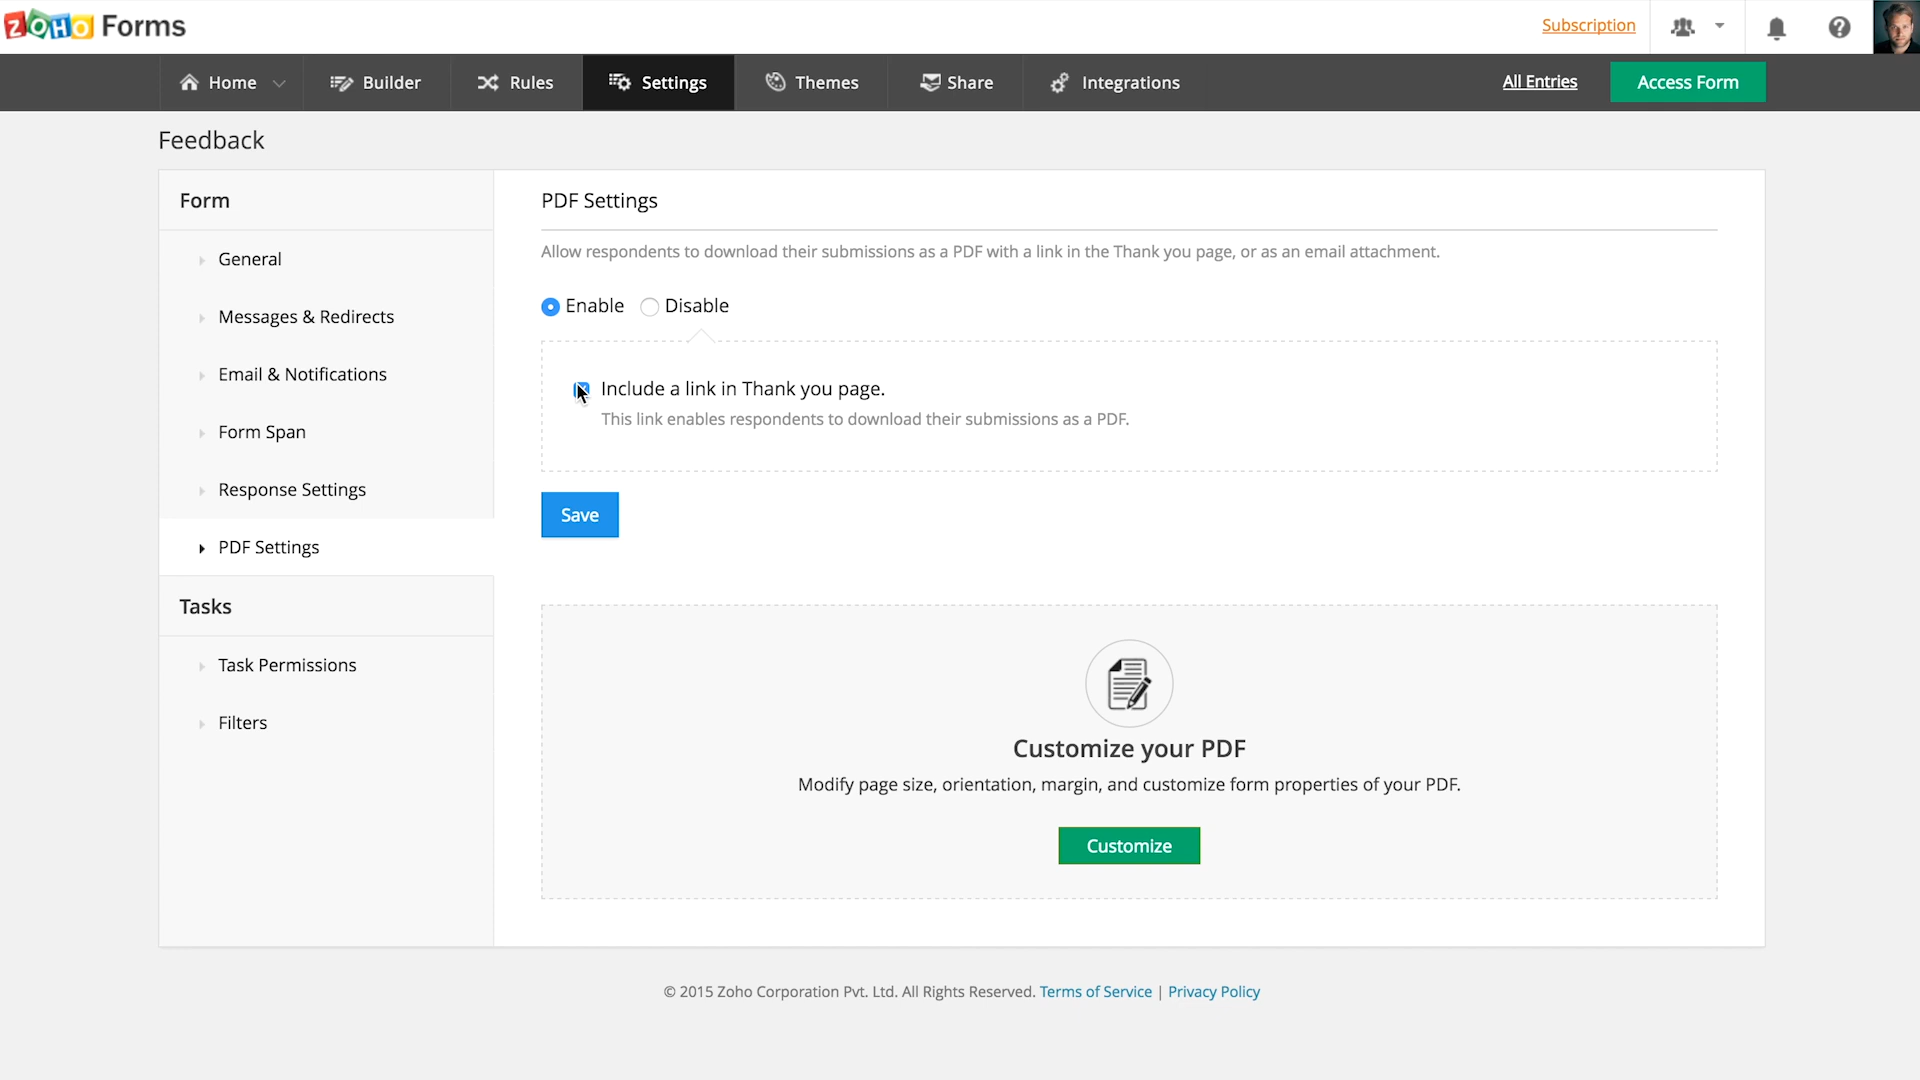 ZOHO Forms
Subscription
Home
Builder
Rules
Settings
Themes
Share
Integrations
All Entries
Access Form
Feedback
Form
General
Messages & Redirects
Email & Notifications
Form Span
Response Settings
PDF Settings
Tasks
Task Permissions
Filters
PDF Settings
Allow respondents to download their submissions as a PDF with a link in the Thank you page, or as an email attachment.
Enable
Disable
Include a link in Thank you page.
This link enables respondents to download their submissions as a PDF.
Save
Customize your PDF
Modify page size, orientation, margin, and customize form properties of your PDF.
Customize
© 2015 Zoho Corporation Pvt. Ltd. All Rights Reserved. Terms of Service | Privacy Policy